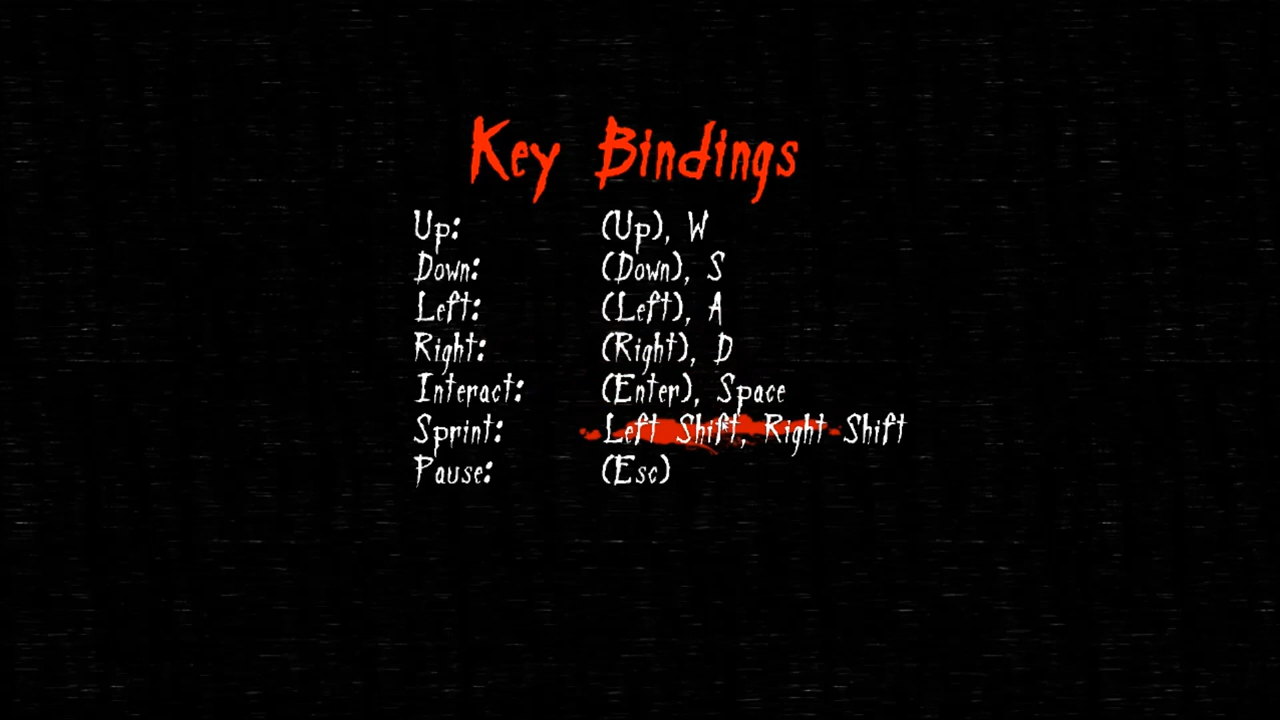 Key Bindings
Up: (Up), W
Down: (Down), S
Left: (Left), A
Right: (Right), D
Interact: (Enter), Space
Sprint: Left Shift, Right Shift
Pause: (Esc)